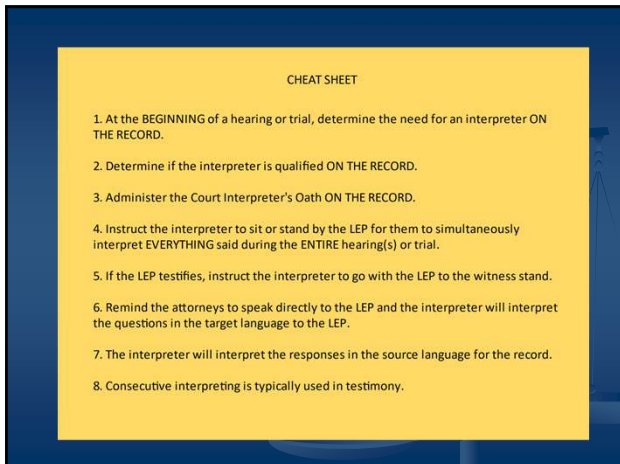 CHEAT SHEET
1. At the BEGINNING of a hearing or trial, determine the need for an interpreter ON
THE RECORD.
2. Determine if the interpreter is qualified ON THE RECORD.
3. Administer the Court Interpreter's Oath ON THE RECORD.
4. Instruct the interpreter to sit or stand by the LEP for them to simultaneously
interpret EVERYTHING said during the ENTIRE hearing(s) or trial.
5. If the LEP testifies, instruct the interpreter to go with the LEP to the witness stand.
6. Remind the attorneys to speak directly to the LEP and the interpreter will interpret
the questions in the target language to the LEP.
7. The interpreter will interpret the responses in the source language for the record.
8. Consecutive interpreting is typically used in testimony.